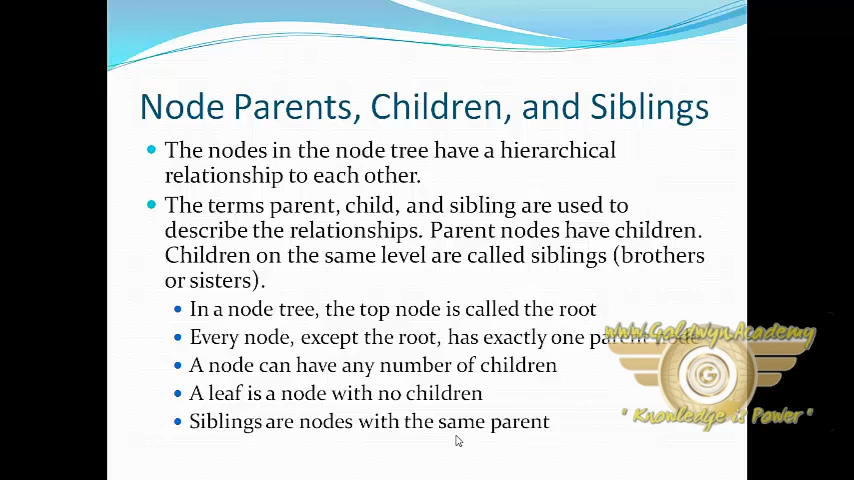 Node Parents, Children, and Siblings
The nodes in the node tree have a hierarchical
relationship to each other.
The terms parent, child, and sibling are used to
describe the relationships. Parent nodes have children.
Children on the same level are called siblings (brothers
or sisters).
In a node tree, the top node is called the root
Every node, except the root, has exactly one parent node
A node can have any number of children
A leaf is a node with no children
Siblings are nodes with the same parent
www.GoldwynAcademy
G
"Knowledge is Power"